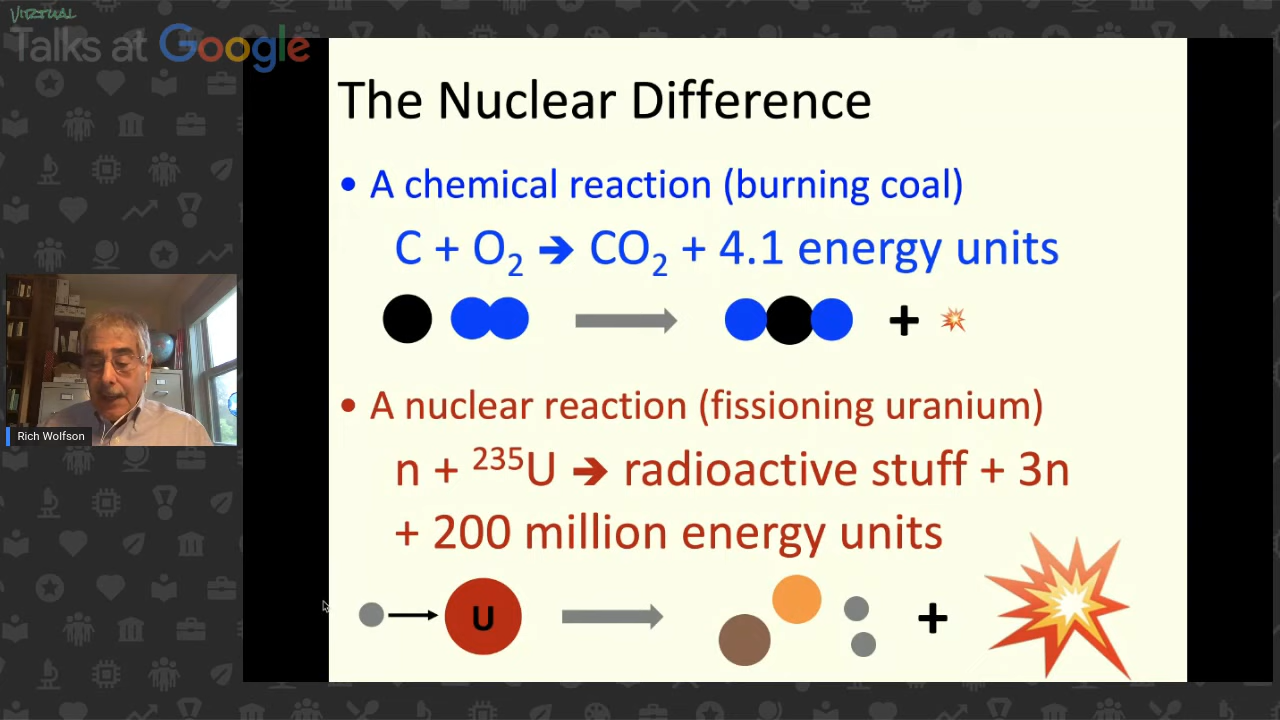 VIRTUAL
Talks at Google
The Nuclear Difference
• A chemical reaction (burning coal)
C + O₂ ➔ CO₂ + 4.1 energy units
+
• A nuclear reaction (fissioning uranium)
n + ²³⁵U ➔ radioactive stuff + 3n
+ 200 million energy units
U
+
Rich Wolfson